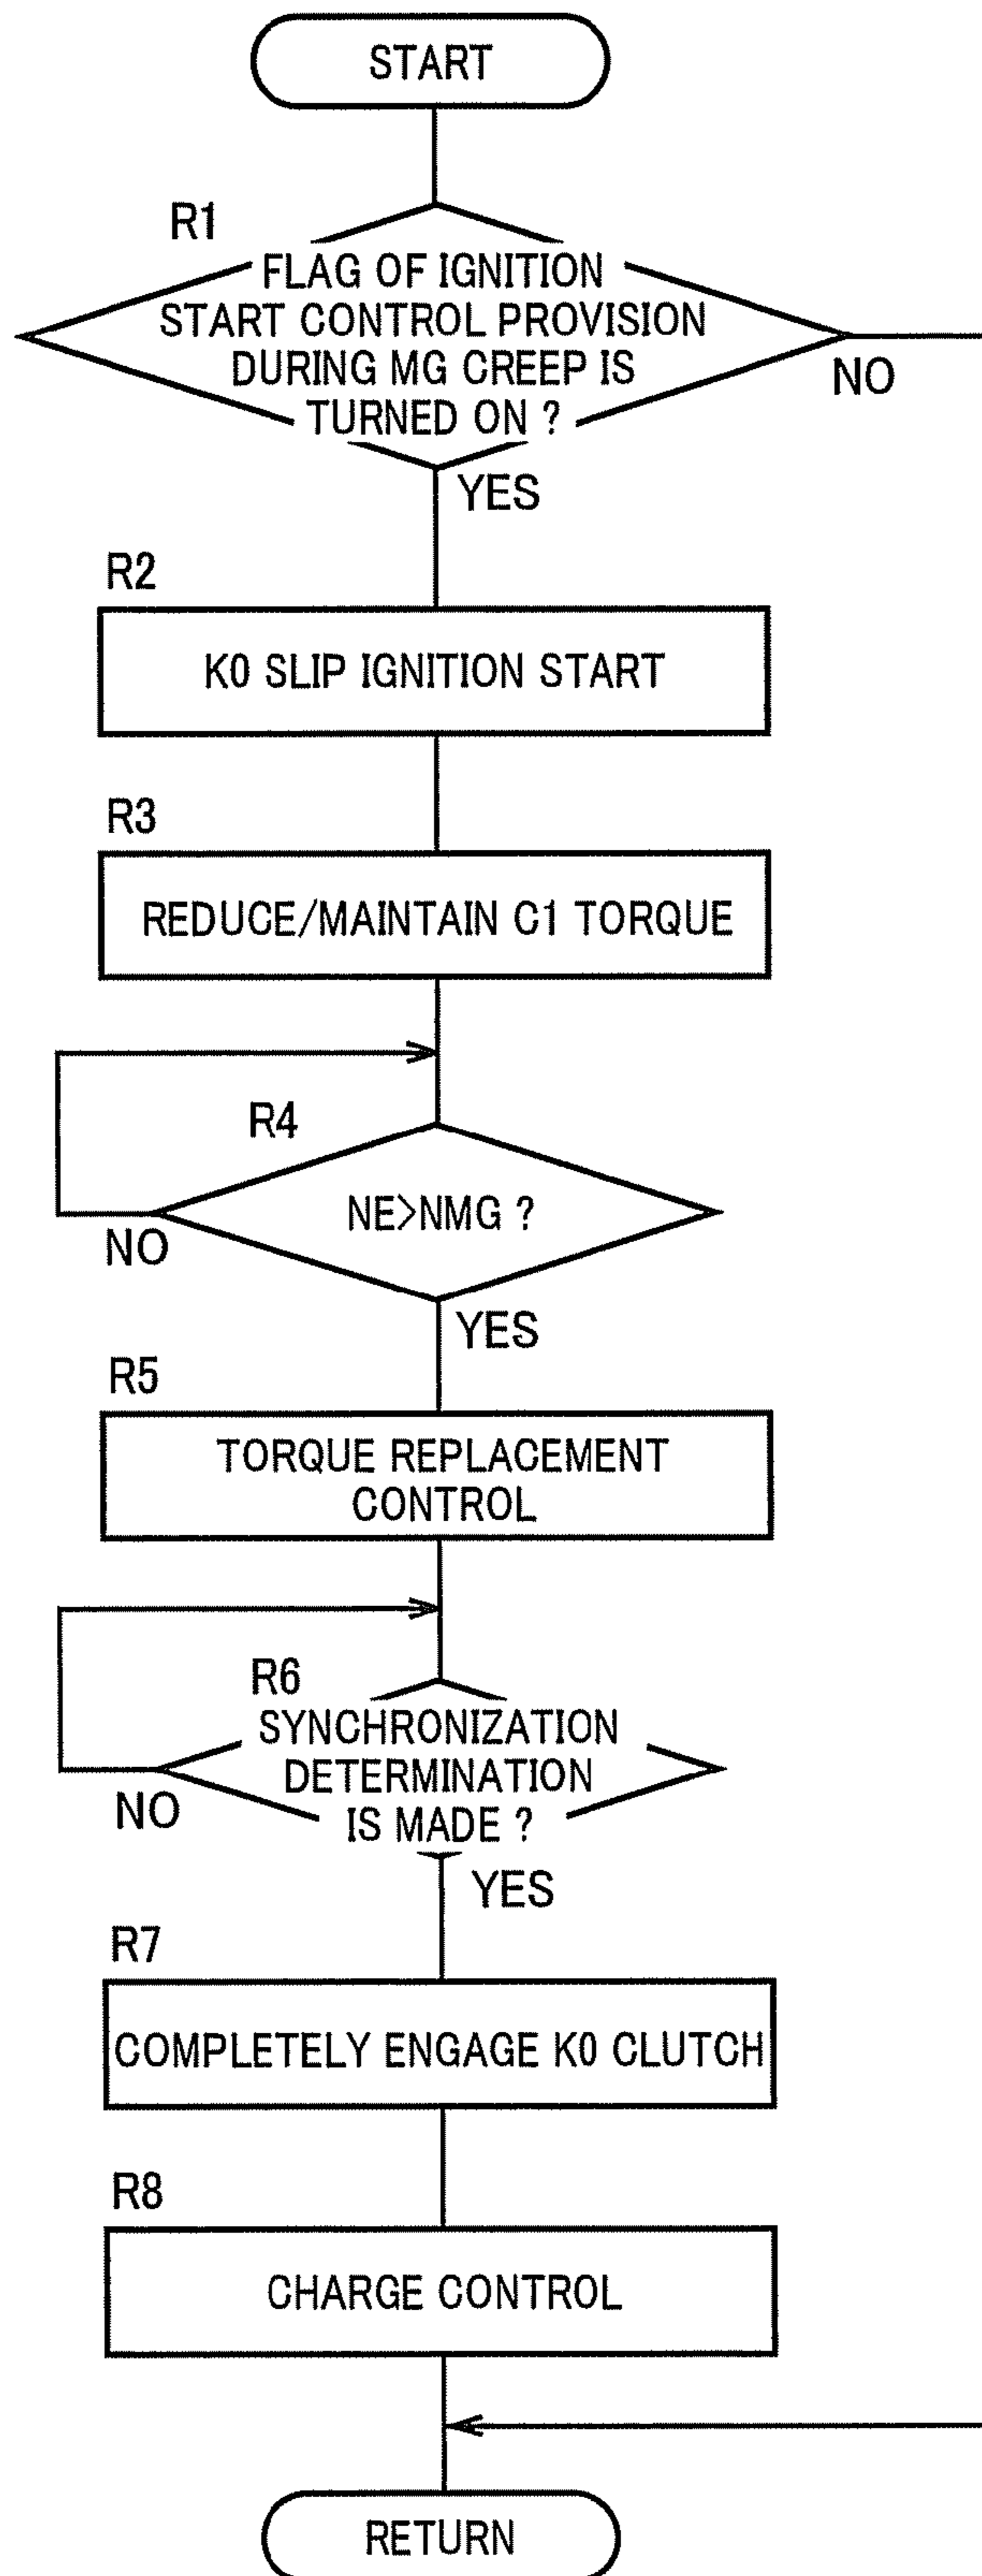 START
R1
FLAG OF IGNITION
START CONTROL PROVISION
DURING MG CREEP IS
TURNED ON ?
NO
YES
R2
K0 SLIP IGNITION START
R3
REDUCE/MAINTAIN C1 TORQUE
R4
NE>NMG ?
NO
YES
R5
TORQUE REPLACEMENT
CONTROL
R6
SYNCHRONIZATION
DETERMINATION
IS MADE ?
NO
YES
R7
COMPLETELY ENGAGE K0 CLUTCH
R8
CHARGE CONTROL
RETURN